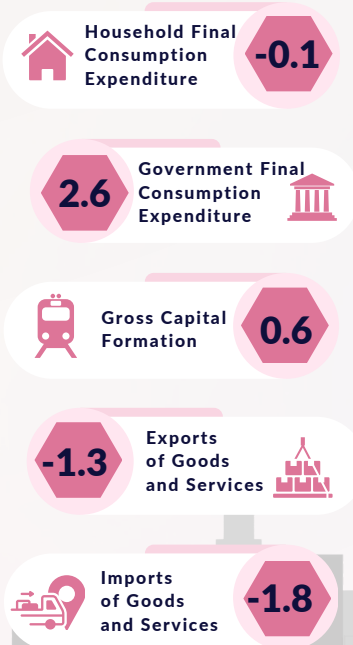 Household Final
Consumption
Expenditure
-0.1
2.6
Government Final
Consumption
Expenditure
Gross Capital
Formation
0.6
-1.3
Exports
of Goods
and Services
Imports
of Goods
and Services
-1.8